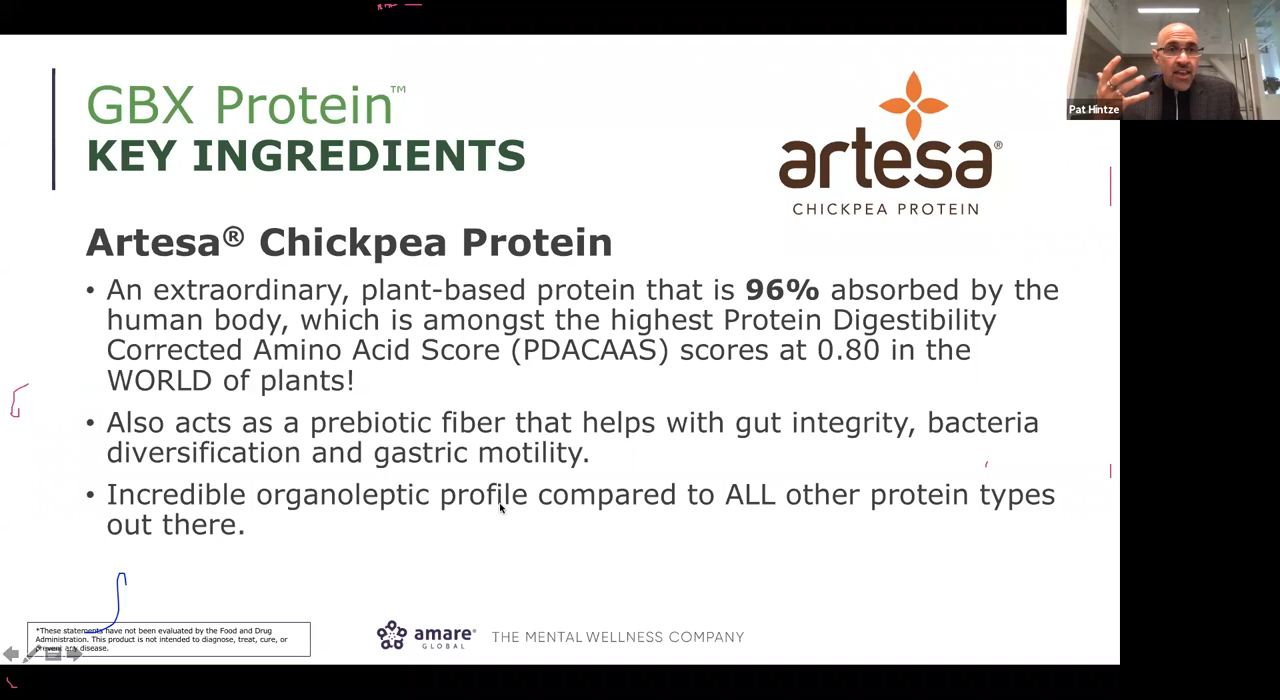 GBX Protein™
KEY INGREDIENTS
artesa®
CHICKPEA PROTEIN
Pat Hintze
Artesa® Chickpea Protein
• An extraordinary, plant-based protein that is 96% absorbed by the
human body, which is amongst the highest Protein Digestibility
Corrected Amino Acid Score (PDACAAS) scores at 0.80 in the
WORLD of plants!
• Also acts as a prebiotic fiber that helps with gut integrity, bacteria
diversification and gastric motility.
• Incredible organoleptic profile compared to ALL other protein types
out there.
*These statements have not been evaluated by the Food and Drug
Administration. This product is not intended to diagnose, treat, cure, or
prevent any disease.
amare®
GLOBAL
THE MENTAL WELLNESS COMPANY